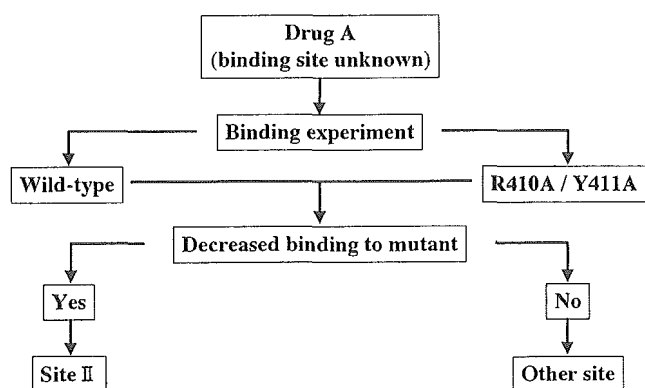 Drug A
(binding site unknown)
Binding experiment
Wild-type
R410A / Y411A
Decreased binding to mutant
Yes
No
Site Ⅱ
Other site